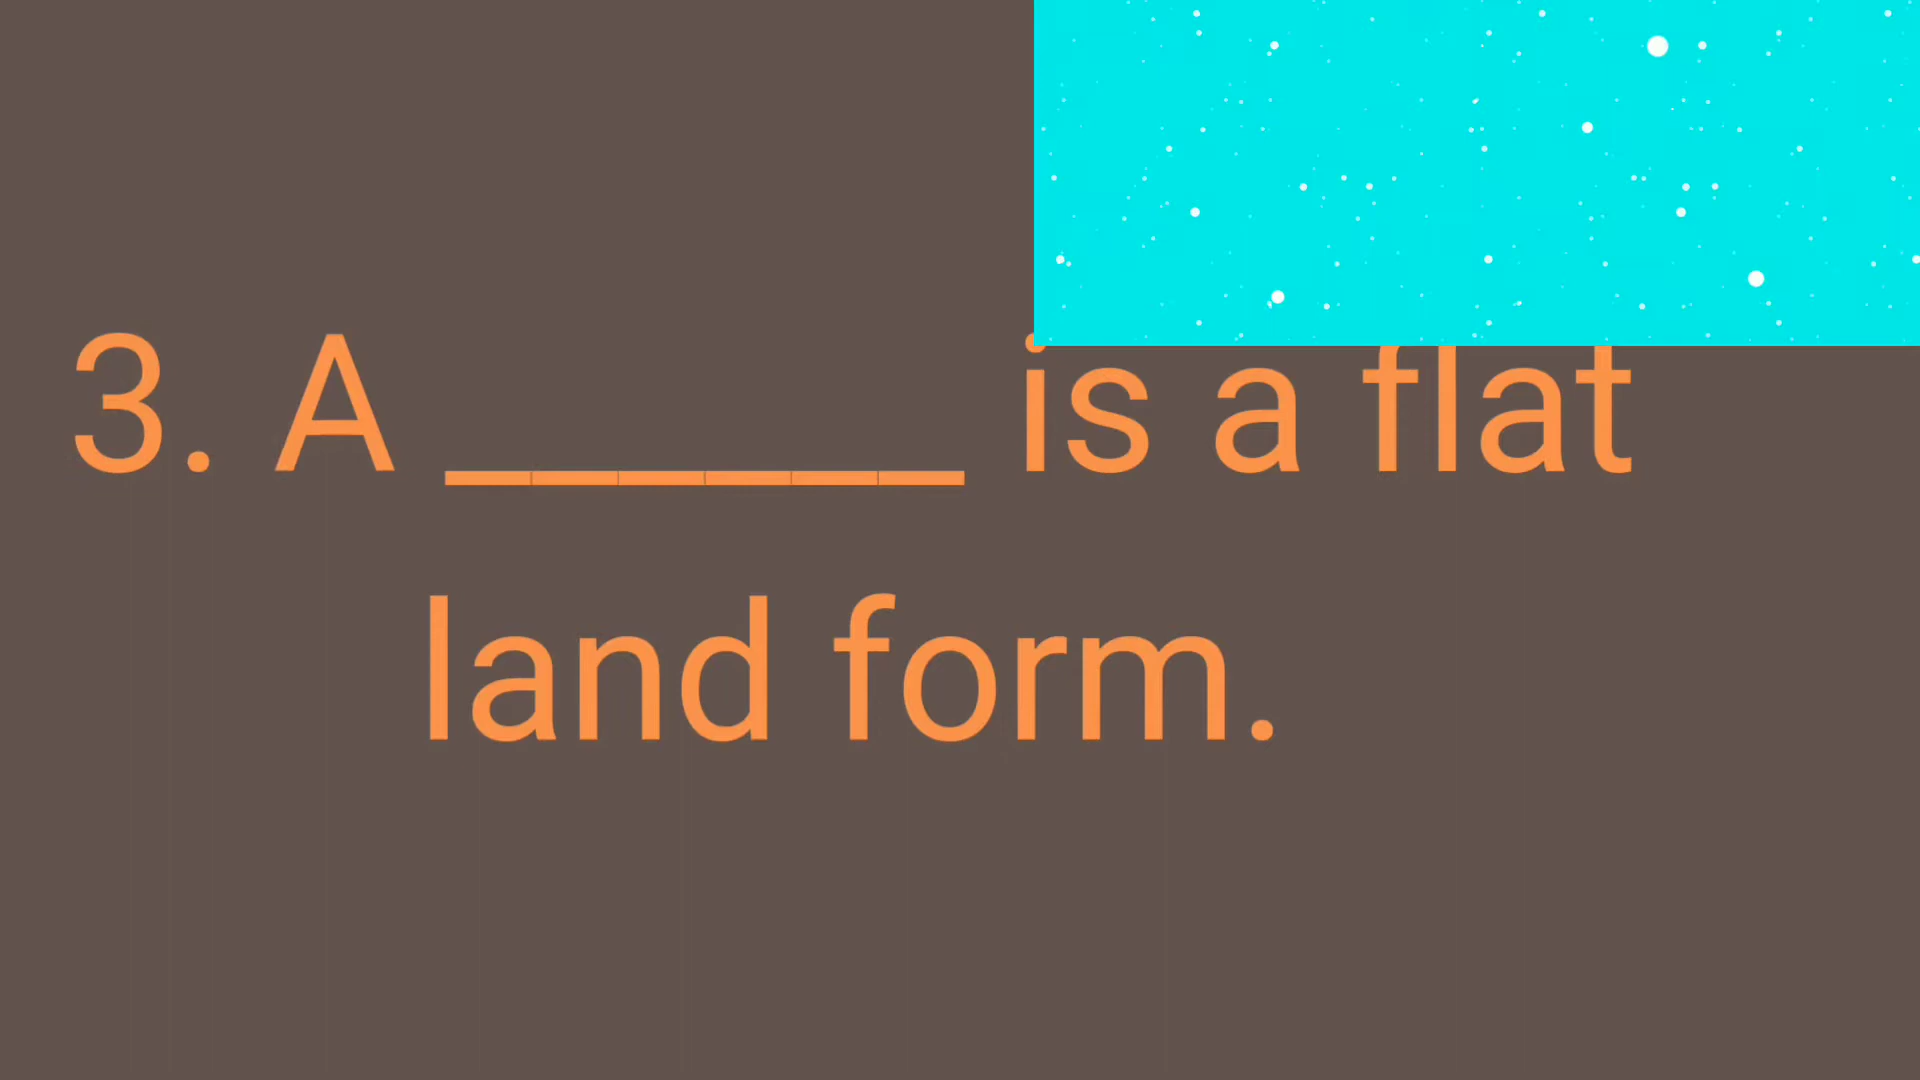 3. A ______ is a flat
land form.